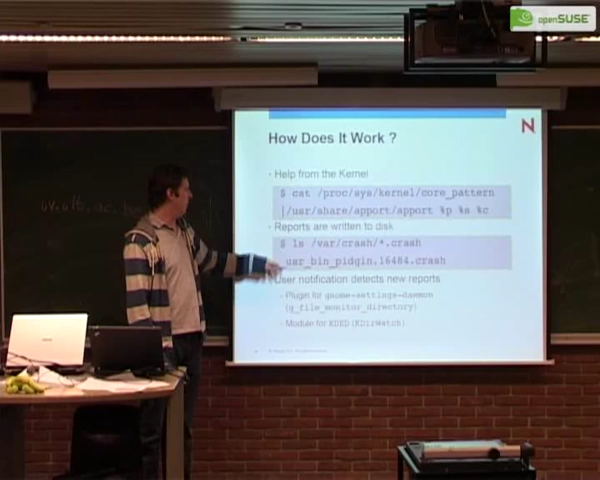 openSUSE
N
How Does It Work ?
Help from the Kernel
$ cat /proc/sys/kernel/core_pattern
|/usr/share/apport/apport %p %s %c
Reports are written to disk
$ ls /var/crash/*.crash
_usr_bin_pidgin.16484.crash
User notification detects new reports
Plugin for gnome-settings-daemon
(g_file_monitor_directory)
Module for KDED (KDirWatch)